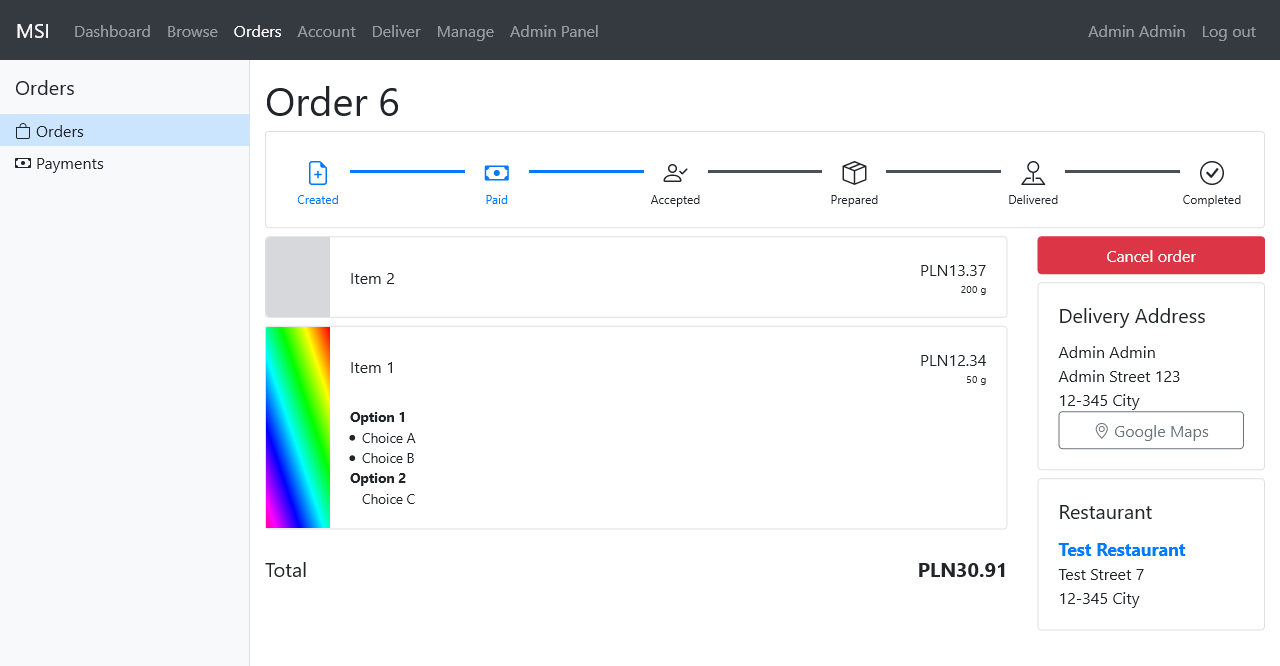 MSI Dashboard Browse Orders Account Deliver Manage Admin Panel Admin Admin Log out
Orders
Orders
Payments
Order 6
Created Paid Accepted Prepared Delivered Completed
Item 2
PLN13.37
200 g
Item 1
PLN12.34
50 g
Option 1
• Choice A
• Choice B
Option 2
Choice C
Total PLN30.91
Cancel order
Delivery Address
Admin Admin
Admin Street 123
12-345 City
Google Maps
Restaurant
Test Restaurant
Test Street 7
12-345 City